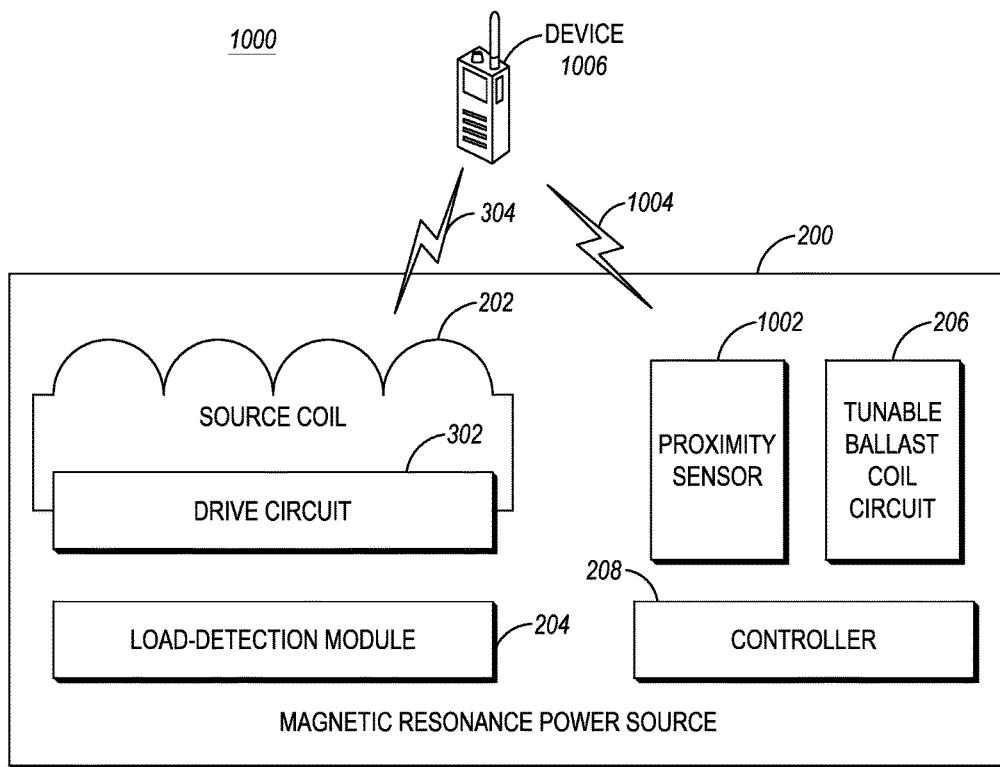 1000
DEVICE
1006
304
1004
200
202
1002
206
SOURCE COIL
302
DRIVE CIRCUIT
PROXIMITY
SENSOR
TUNABLE
BALLAST
COIL
CIRCUIT
208
LOAD-DETECTION MODULE
204
CONTROLLER
MAGNETIC RESONANCE POWER SOURCE